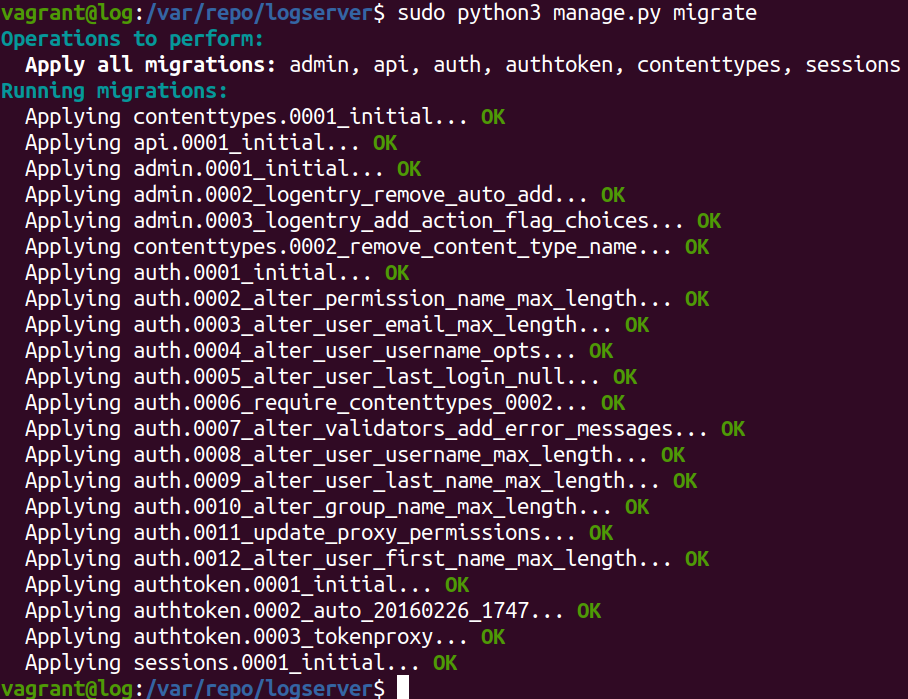 vagrant@log:/var/repo/logserver$ sudo python3 manage.py migrate
Operations to perform:
  Apply all migrations: admin, api, auth, authtoken, contenttypes, sessions
Running migrations:
  Applying contenttypes.0001_initial... OK
  Applying api.0001_initial... OK
  Applying admin.0001_initial... OK
  Applying admin.0002_logentry_remove_auto_add... OK
  Applying admin.0003_logentry_add_action_flag_choices... OK
  Applying contenttypes.0002_remove_content_type_name... OK
  Applying auth.0001_initial... OK
  Applying auth.0002_alter_permission_name_max_length... OK
  Applying auth.0003_alter_user_email_max_length... OK
  Applying auth.0004_alter_user_username_opts... OK
  Applying auth.0005_alter_user_last_login_null... OK
  Applying auth.0006_require_contenttypes_0002... OK
  Applying auth.0007_alter_validators_add_error_messages... OK
  Applying auth.0008_alter_user_username_max_length... OK
  Applying auth.0009_alter_user_last_name_max_length... OK
  Applying auth.0010_alter_group_name_max_length... OK
  Applying auth.0011_update_proxy_permissions... OK
  Applying auth.0012_alter_user_first_name_max_length... OK
  Applying authtoken.0001_initial... OK
  Applying authtoken.0002_auto_20160226_1747... OK
  Applying authtoken.0003_tokenproxy... OK
  Applying sessions.0001_initial... OK
vagrant@log:/var/repo/logserver$